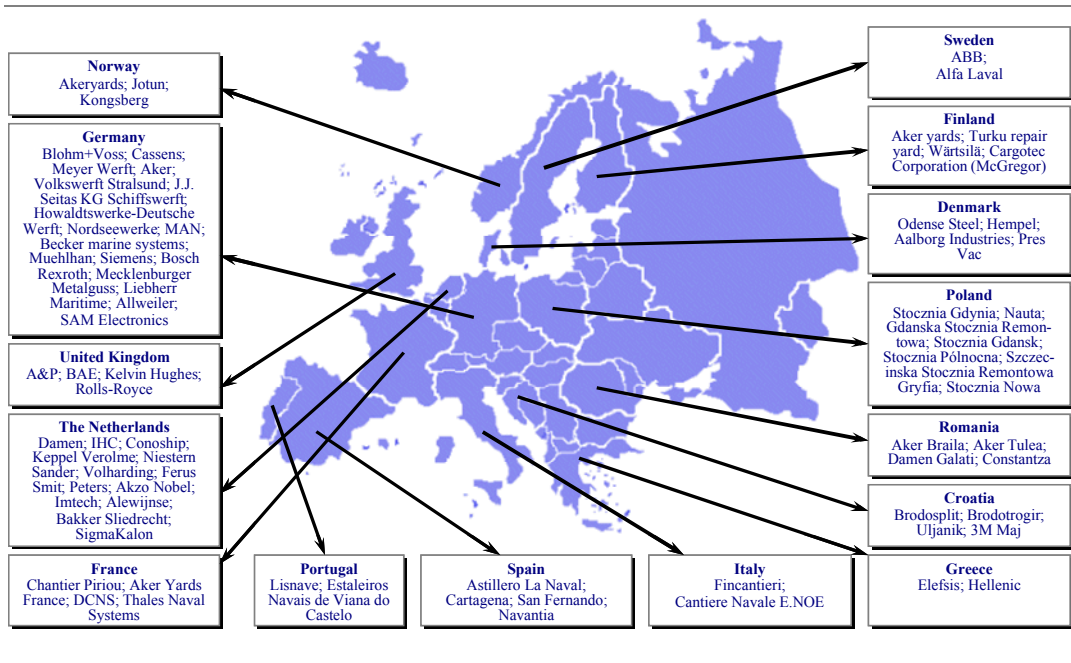 Norway
Akeryards; Jotun;
Kongsberg
Germany
Blohm+Voss; Cassens;
Meyer Werft; Aker;
Volkswerft Stralsund; J.J.
Seitas KG Schiffswerft;
Howaldtswerke-Deutsche
Werft; Nordseewerke; MAN;
Becker marine systems;
Muehlhan; Siemens; Bosch
Rexroth; Mecklenburger
Metalguss; Liebherr
Maritime; Allweiler;
SAM Electronics
United Kingdom
A&P; BAE; Kelvin Hughes;
Rolls-Royce
The Netherlands
Damen; IHC; Conoship;
Keppel Verolme; Niestern
Sander; Volharding; Ferus
Smit; Peters; Akzo Nobel;
Imtech; Alewijnse;
Bakker Sliedrecht;
SigmaKalon
France
Chantier Piriou; Aker Yards
France; DCNS; Thales Naval
Systems
Portugal
Lisnave; Estaleiros
Navais de Viana do
Castelo
Spain
Astillero La Naval;
Cartagena; San Fernando;
Navantia
Italy
Fincantieri;
Cantiere Navale E.NOE
Sweden
ABB;
Alfa Laval
Finland
Aker yards; Turku repair
yard; Wärtsilä; Cargotec
Corporation (McGregor)
Denmark
Odense Steel; Hempel;
Aalborg Industries; Pres
Vac
Poland
Stocznia Gdynia; Nauta;
Gdanska Stocznia Remon-
towa; Stocznia Gdansk;
Stocznia Pólnocna; Szczec-
inska Stocznia Remontowa
Gryfia; Stocznia Nowa
Romania
Aker Braila; Aker Tulea;
Damen Galati; Constantza
Croatia
Brodosplit; Brodotrogir;
Uljanik; 3M Maj
Greece
Elefsis; Hellenic